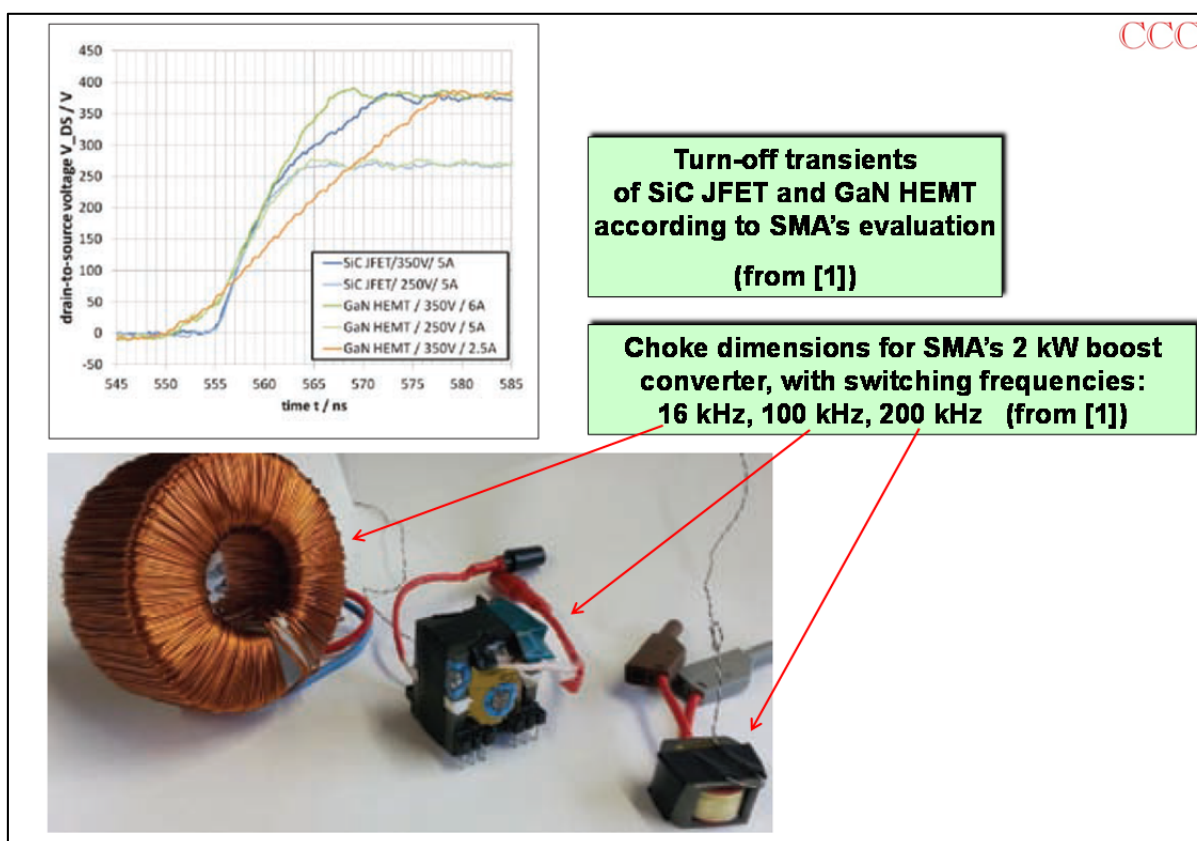 CCC
450
400
350
300
250
200
150
100
50
0
-50
drain-to-source voltage V_DS / V
SiC JFET/350V/ 5A
SiC JFET/ 250V/ 5A
GaN HEMT / 350V / 6A
GaN HEMT / 250V / 5A
GaN HEMT / 350V / 2.5A
545 550 555 560 565 570 575 580 585
time t / ns
Turn-off transients
of SiC JFET and GaN HEMT
according to SMA's evaluation
(from [1])
Choke dimensions for SMA's 2 kW boost
converter, with switching frequencies:
16 kHz, 100 kHz, 200 kHz (from [1])